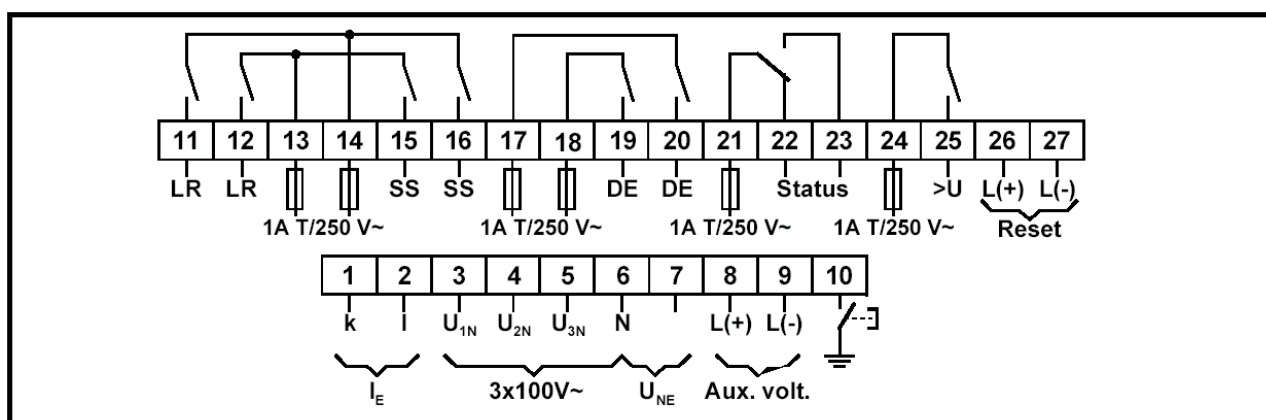 11 12 13 14 15 16 17 18 19 20 21 22 23 24 25 26 27
LR LR SS SS DE DE Status >U L(+) L(-)
1A T/250 V~ 1A T/250 V~ 1A T/250 V~ 1A T/250 V~ Reset
1 2 3 4 5 6 7 8 9 10
k l U1N U2N U3N N L(+) L(-)
IE 3x100V~ UNE Aux. volt.